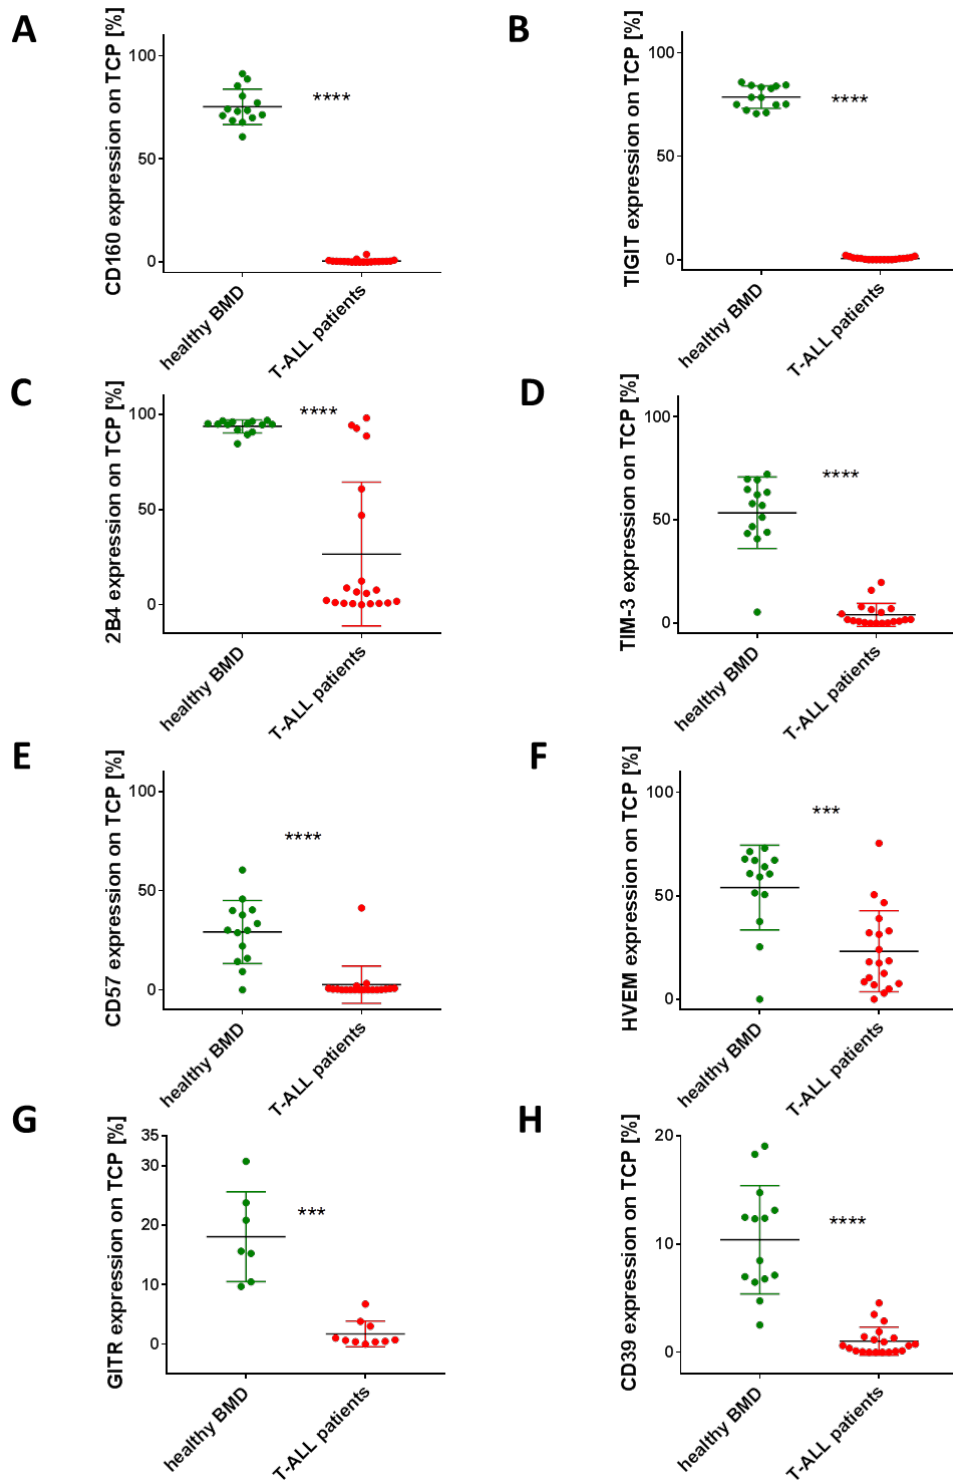 A
CD160 expression on TCP [%]
100
50
0
****
healthy BMD
T-ALL patients
B
TIGIT expression on TCP [%]
100
50
0
****
healthy BMD
T-ALL patients
C
2B4 expression on TCP [%]
100
50
0
****
healthy BMD
T-ALL patients
D
TIM-3 expression on TCP [%]
100
50
0
****
healthy BMD
T-ALL patients
E
CD57 expression on TCP [%]
100
50
0
****
healthy BMD
T-ALL patients
F
HVEM expression on TCP [%]
100
50
0
***
healthy BMD
T-ALL patients
G
GITR expression on TCP [%]
35
30
20
10
0
***
healthy BMD
T-ALL patients
H
CD39 expression on TCP [%]
20
10
0
****
healthy BMD
T-ALL patients